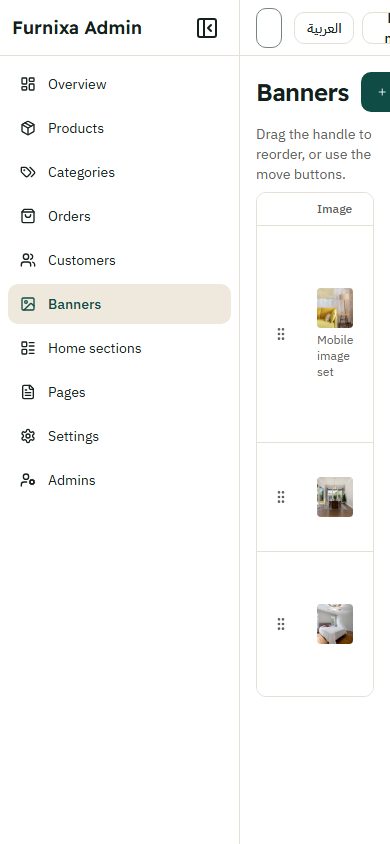 Furnixa Admin
العربية
Overview
Products
Categories
Orders
Customers
Banners
Home sections
Pages
Settings
Admins
Banners
+
Drag the handle to
reorder, or use the
move buttons.
Image
Mobile
image
set